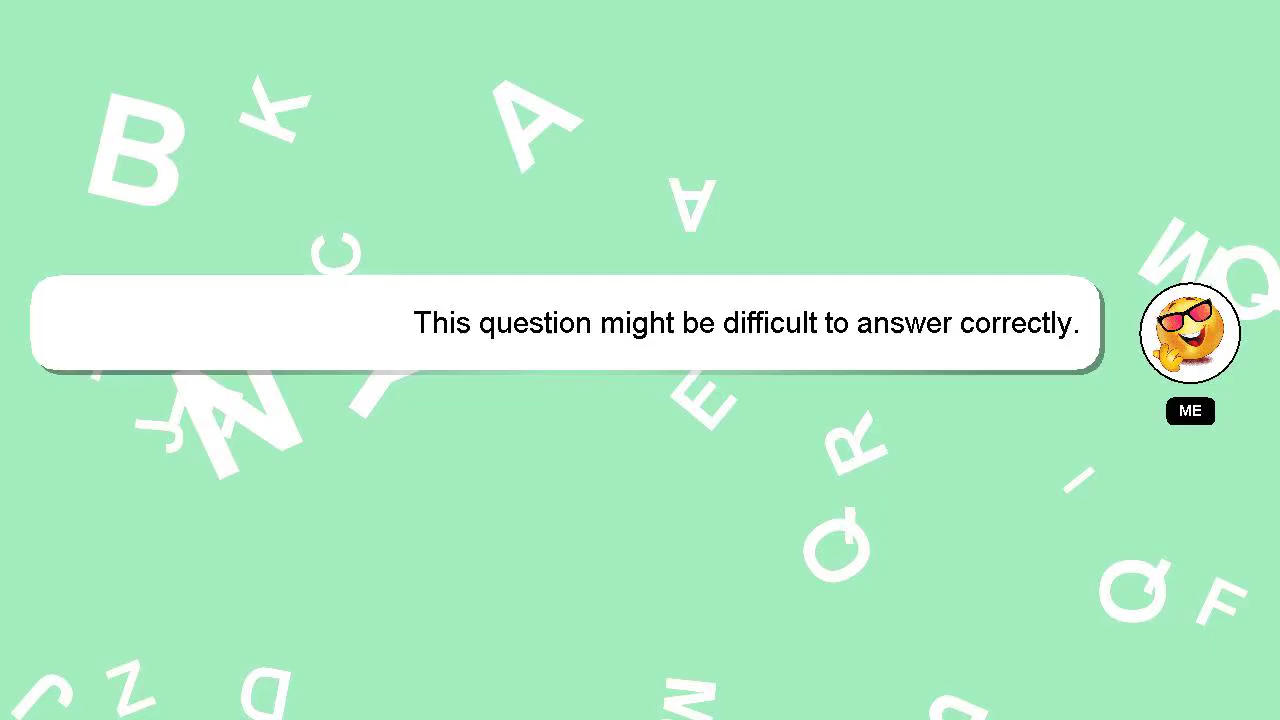 B
K
A
A
C
M
Q
This question might be difficult to answer correctly.
ME
J
A
N
Y
E
R
I
Q
Q
F
J
Z
D
M